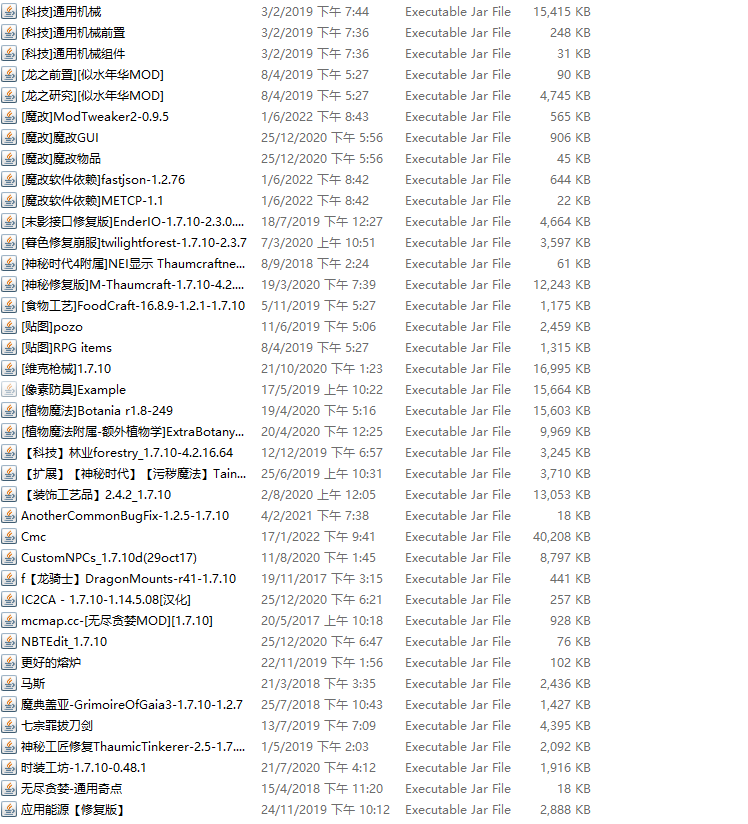 [科技]通用机械 3/2/2019 下午 7:44 Executable Jar File 15,415 KB
[科技]通用机械前置 3/2/2019 下午 7:36 Executable Jar File 248 KB
[科技]通用机械组件 3/2/2019 下午 7:36 Executable Jar File 31 KB
[龙之前置][似水年华MOD] 8/4/2019 下午 5:27 Executable Jar File 90 KB
[龙之研究][似水年华MOD] 8/4/2019 下午 5:27 Executable Jar File 4,745 KB
[魔改]ModTweaker2-0.9.5 1/6/2022 下午 8:43 Executable Jar File 565 KB
[魔改]魔改GUI 25/12/2020 下午 5:56 Executable Jar File 906 KB
[魔改]魔改物品 25/12/2020 下午 5:56 Executable Jar File 45 KB
[魔改软件依赖]fastjson-1.2.76 1/6/2022 下午 8:42 Executable Jar File 644 KB
[魔改软件依赖]METCP-1.1 1/6/2022 下午 8:42 Executable Jar File 22 KB
[末影接口修复版]EnderIO-1.7.10-2.3.0.... 18/7/2019 下午 12:27 Executable Jar File 4,664 KB
[暮色修复崩服]twilightforest-1.7.10-2.3.7 7/3/2020 上午 10:51 Executable Jar File 3,597 KB
[神秘时代4附属]NEI显示 Thaumcraftne... 8/9/2018 下午 2:24 Executable Jar File 61 KB
[神秘修复版]M-Thaumcraft-1.7.10-4.2.... 19/3/2020 下午 7:39 Executable Jar File 12,243 KB
[食物工艺]FoodCraft-16.8.9-1.2.1-1.7.10 5/11/2019 下午 5:27 Executable Jar File 1,175 KB
[贴图]pozo 11/6/2019 下午 5:06 Executable Jar File 2,459 KB
[贴图]RPG items 8/4/2019 下午 5:27 Executable Jar File 1,315 KB
[维克枪械]1.7.10 21/10/2020 下午 1:23 Executable Jar File 16,995 KB
[像素防具]Example 17/5/2019 上午 10:22 Executable Jar File 15,664 KB
[植物魔法]Botania r1.8-249 19/4/2020 下午 5:16 Executable Jar File 15,603 KB
[植物魔法附属-额外植物学]ExtraBotany... 20/4/2020 下午 12:25 Executable Jar File 9,969 KB
【科技】林业forestry_1.7.10-4.2.16.64 12/12/2019 下午 6:57 Executable Jar File 3,245 KB
【扩展】【神秘时代】【污秽魔法】Tain... 25/6/2019 上午 10:31 Executable Jar File 3,710 KB
【装饰工艺品】2.4.2_1.7.10 2/8/2020 上午 12:05 Executable Jar File 13,053 KB
AnotherCommonBugFix-1.2.5-1.7.10 4/2/2021 下午 7:38 Executable Jar File 18 KB
Cmc 17/1/2022 下午 9:41 Executable Jar File 40,208 KB
CustomNPCs_1.7.10d(29oct17) 11/8/2020 下午 1:45 Executable Jar File 8,797 KB
f【龙骑士】DragonMounts-r41-1.7.10 19/11/2017 下午 3:15 Executable Jar File 441 KB
IC2CA - 1.7.10-1.14.5.08[汉化] 25/12/2020 下午 6:21 Executable Jar File 257 KB
mcmap.cc-[无尽贪婪MOD][1.7.10] 20/5/2017 上午 10:18 Executable Jar File 928 KB
NBTEdit_1.7.10 25/12/2020 下午 6:47 Executable Jar File 76 KB
更好的熔炉 22/11/2019 下午 1:56 Executable Jar File 102 KB
马斯 21/3/2018 下午 3:35 Executable Jar File 2,436 KB
魔典盖亚-GrimoireOfGaia3-1.7.10-1.2.7 25/7/2018 下午 10:43 Executable Jar File 1,427 KB
七宗罪拔刀剑 13/7/2019 下午 7:09 Executable Jar File 4,395 KB
神秘工匠修复ThaumicTinkerer-2.5-1.7.... 1/5/2019 下午 2:03 Executable Jar File 2,092 KB
时装工坊-1.7.10-0.48.1 21/7/2020 下午 4:12 Executable Jar File 1,916 KB
无尽贪婪-通用奇点 15/4/2018 下午 11:20 Executable Jar File 18 KB
应用能源【修复版】 24/11/2019 下午 10:12 Executable Jar File 2,888 KB